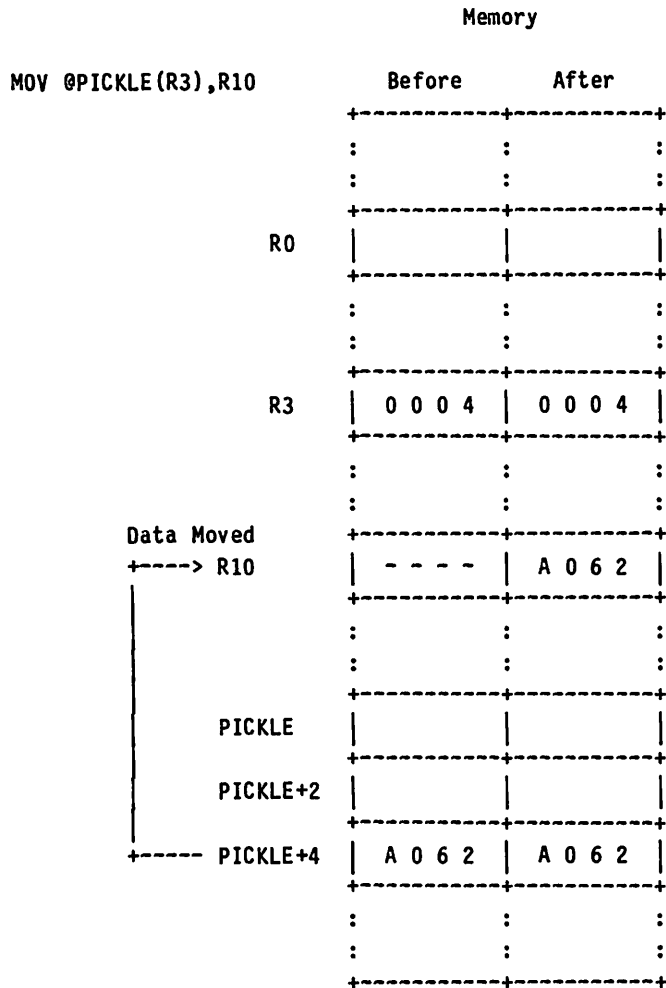 Memory
MOV @PICKLE(R3),R10 Before After
R0
R3 0 0 0 4 0 0 0 4
Data Moved
+----> R10 - - - - A 0 6 2
PICKLE
PICKLE+2
+----- PICKLE+4 A 0 6 2 A 0 6 2